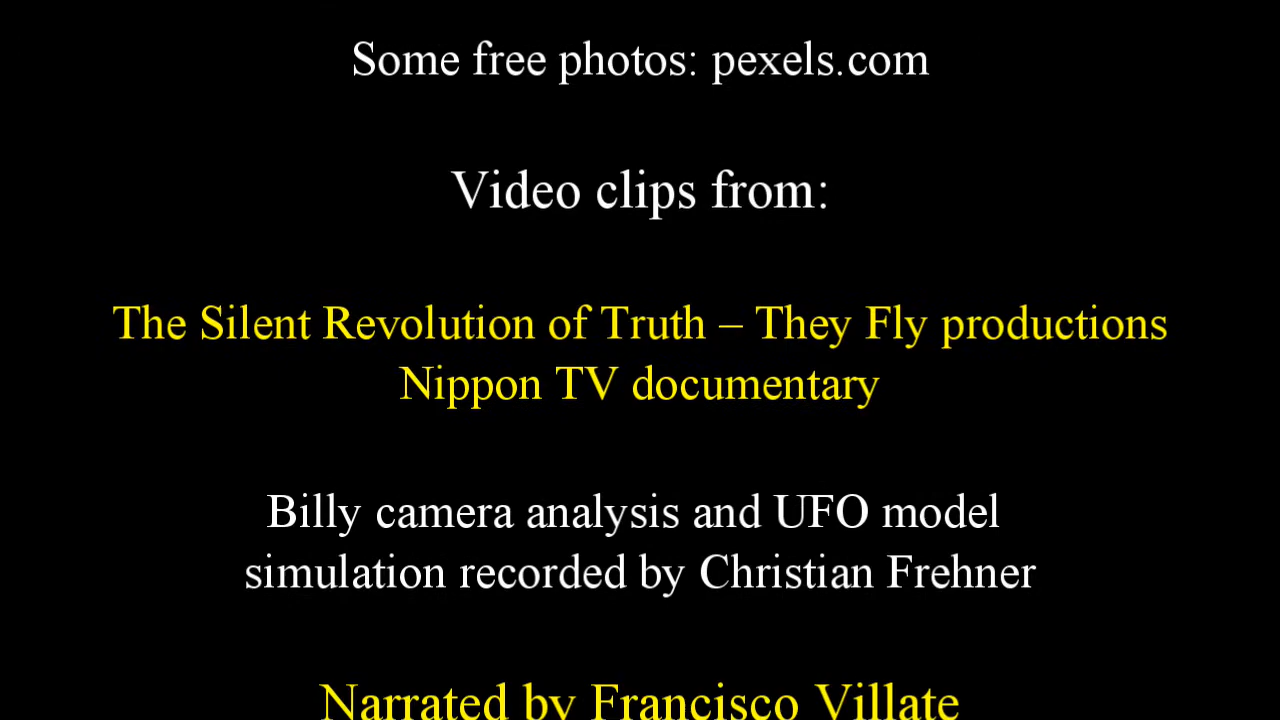 Some free photos: pexels.com
Video clips from:
The Silent Revolution of Truth – They Fly productions
Nippon TV documentary
Billy camera analysis and UFO model
simulation recorded by Christian Frehner
Narrated by Francisco Villate